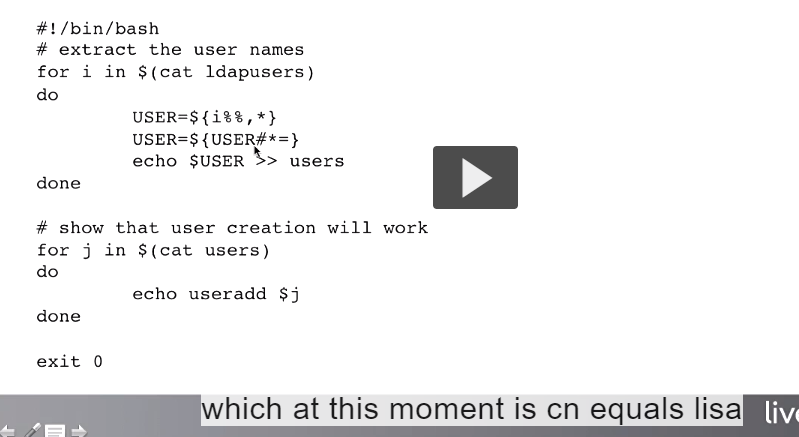 #!/bin/bash
# extract the user names
for i in $(cat ldapusers)
do
        USER=${i%%,*}
        USER=${USER#*=}
        echo $USER >> users
done

# show that user creation will work
for j in $(cat users)
do
        echo useradd $j
done

exit 0
which at this moment is cn equals lisa